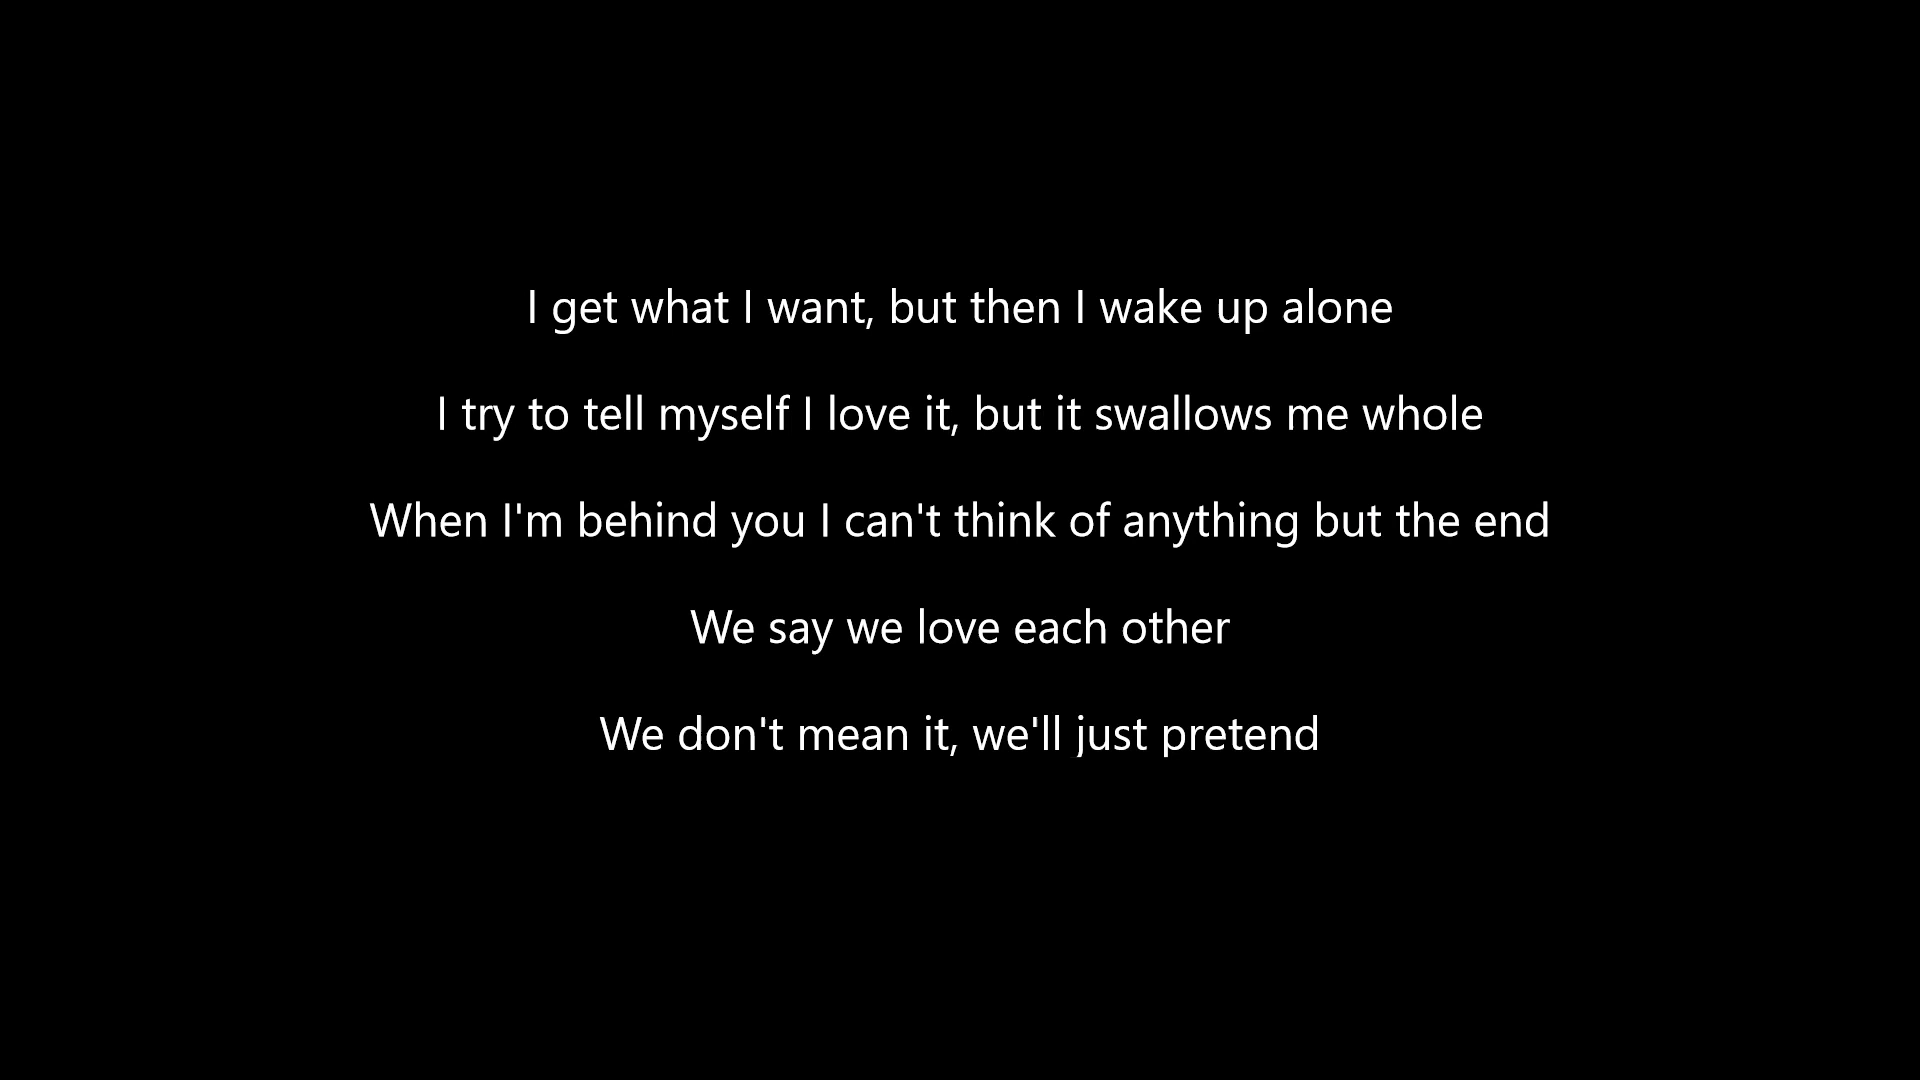 I get what I want, but then I wake up alone
I try to tell myself I love it, but it swallows me whole
When I'm behind you I can't think of anything but the end
We say we love each other
We don't mean it, we'll just pretend